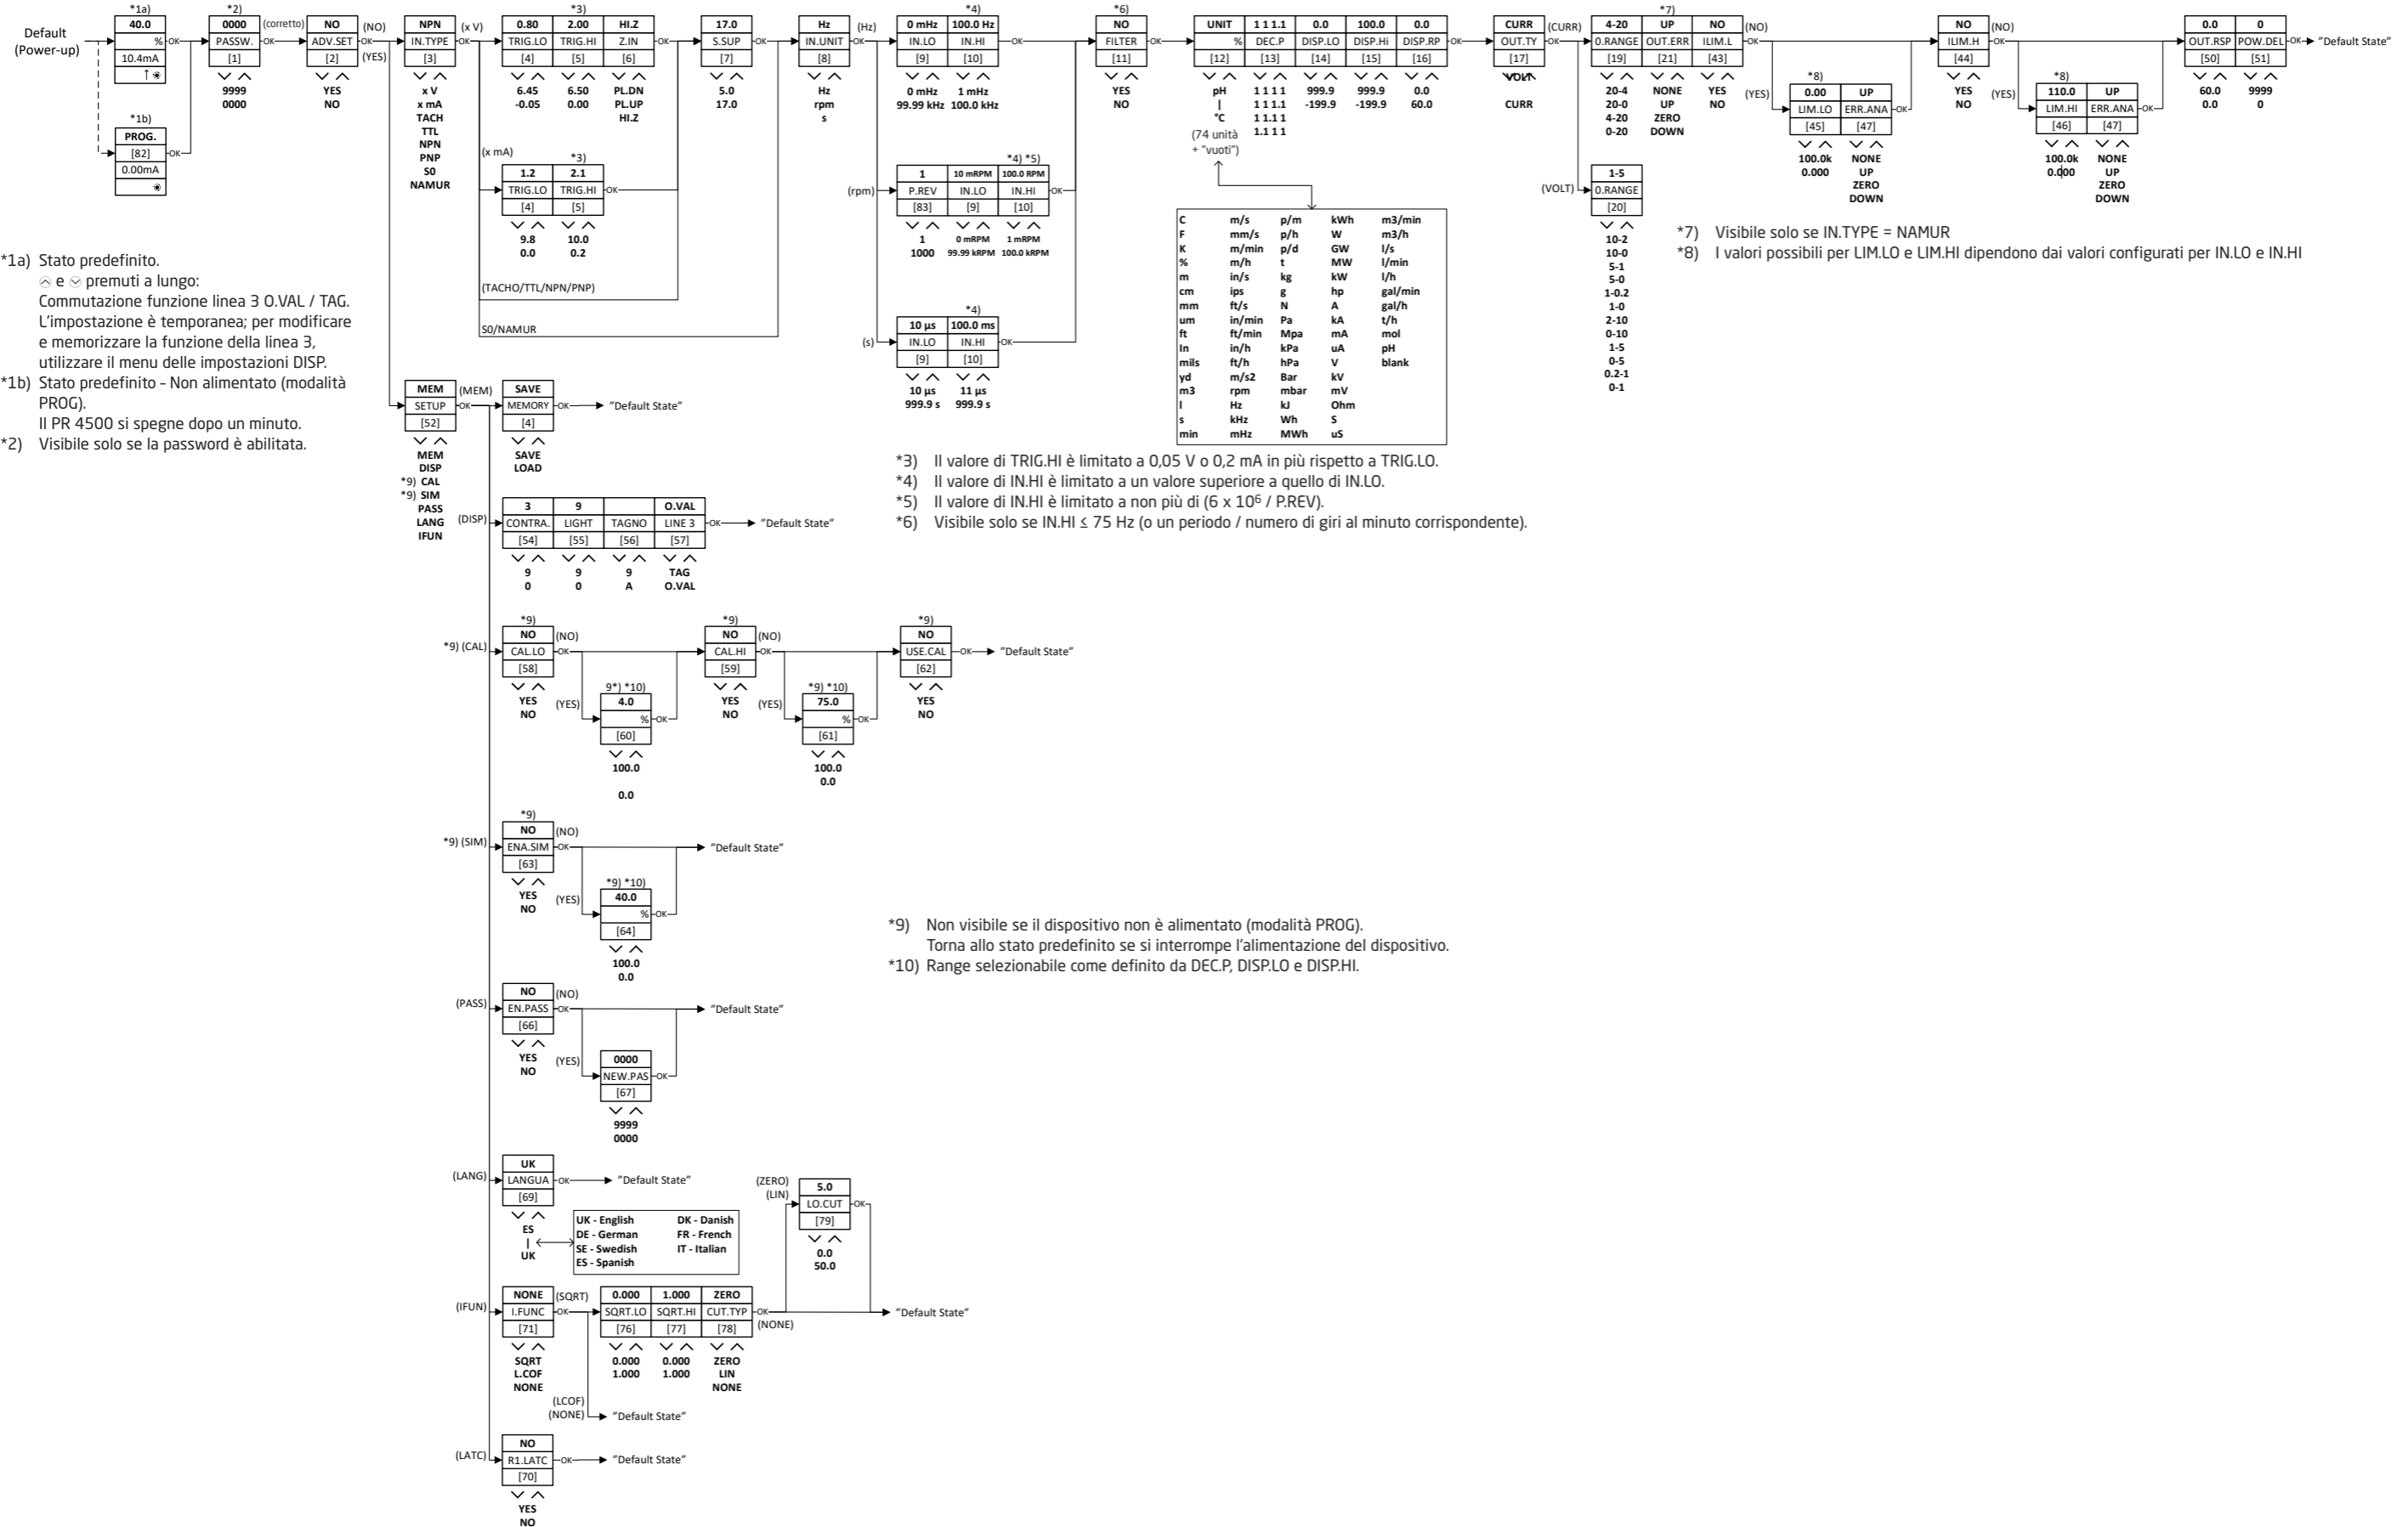 Default
(Power-up)
*1a)
40.0
%
10.4mA
OK
*1b)
PROG.
[82]
0.00mA
OK
*2)
0000
PASSW.
[1]
9999
0000
(corretto)
OK
NO
ADV.SET
[2]
YES
NO
(NO)
OK
(YES)
NPN
IN.TYPE
[3]
x V
x mA
TACH
TTL
NPN
PNP
S0
NAMUR
(x V)
OK
*3)
0.80 2.00 HI.Z
TRIG.LO TRIG.HI Z.IN
[4] [5] [6]
6.45 6.50 PL.DN
-0.05 0.00 PL.UP
HI.Z
OK
(x mA)
*3)
1.2 2.1
TRIG.LO TRIG.HI
[4] [5]
9.8 10.0
0.0 0.2
OK
(TACHO/TTL/NPN/PNP)
S0/NAMUR
17.0
S.SUP
[7]
5.0
17.0
OK
Hz
IN.UNIT
[8]
Hz
rpm
s
(Hz)
OK
*4)
0 mHz 100.0 Hz
IN.LO IN.HI
[9] [10]
0 mHz 1 mHz
99.99 kHz 100.0 kHz
OK
(rpm)
*4) *5)
1 10 mRPM 100.0 RPM
P.REV IN.LO IN.HI
[83] [9] [10]
1 0 mRPM 1 mRPM
1000 99.99 kRPM 100.0 kRPM
OK
(s)
*4)
10 µs 100.0 ms
IN.LO IN.HI
[9] [10]
10 µs 11 µs
999.9 s 999.9 s
OK
*6)
NO
FILTER
[11]
YES
NO
OK
UNIT 1 1 1.1 0.0 100.0 0.0
% DEC.P DISP.LO DISP.Hi DISP.RP
[12] [13] [14] [15] [16]
pH 1 1 1 1 999.9 999.9 0.0
| 1 1 1.1 -199.9 -199.9 60.0
°C 1 1.1 1
1.1 1 1
(74 unità
+ "vuoti")
OK
C m/s p/m kWh m3/min
F mm/s p/h W m3/h
K m/min p/d GW l/s
% m/h t MW l/min
m in/s kg kW l/h
cm ips g hp gal/min
mm ft/s N A gal/h
um in/min Pa kA t/h
ft ft/min Mpa mA mol
In in/h kPa uA pH
mils ft/h hPa V blank
yd m/s2 Bar kV
m3 rpm mbar mV
l Hz kJ Ohm
s kHz Wh S
min mHz MWh uS
CURR
OUT.TY
[17]
VOLT
CURR
(CURR)
OK
*7)
4-20 UP NO
0.RANGE OUT.ERR ILIM.L
[19] [21] [43]
20-4 NONE YES
20-0 UP NO
4-20 ZERO
0-20 DOWN
(NO)
OK
(VOLT)
1-5
0.RANGE
[20]
10-2
10-0
5-1
5-0
1-0.2
1-0
2-10
0-10
1-5
0-5
0.2-1
0-1
(YES)
*8)
0.00 UP
LIM.LO ERR.ANA
[45] [47]
100.0k NONE
0.000 UP
ZERO
DOWN
OK
NO
ILIM.H
[44]
YES
NO
(NO)
OK
(YES)
*8)
110.0 UP
LIM.HI ERR.ANA
[46] [47]
100.0k NONE
0.000 UP
ZERO
DOWN
OK
0.0 0
OUT.RSP POW.DEL
[50] [51]
60.0 9999
0.0 0
OK
"Default State"
*7) Visibile solo se IN.TYPE = NAMUR
*8) I valori possibili per LIM.LO e LIM.HI dipendono dai valori configurati per IN.LO e IN.HI
*1a) Stato predefinito.
e premuti a lungo:
Commutazione funzione linea 3 O.VAL / TAG.
L'impostazione è temporanea; per modificare
e memorizzare la funzione della linea 3,
utilizzare il menu delle impostazioni DISP.
*1b) Stato predefinito – Non alimentato (modalità
PROG).
Il PR 4500 si spegne dopo un minuto.
*2) Visibile solo se la password è abilitata.
*3) Il valore di TRIG.HI è limitato a 0,05 V o 0,2 mA in più rispetto a TRIG.LO.
*4) Il valore di IN.HI è limitato a un valore superiore a quello di IN.LO.
*5) Il valore di IN.HI è limitato a non più di (6 x 10⁶ / P.REV).
*6) Visibile solo se IN.HI ≤ 75 Hz (o un periodo / numero di giri al minuto corrispondente).
MEM
SETUP
[52]
MEM
DISP
*9) CAL
*9) SIM
PASS
LANG
IFUN
(MEM)
OK
SAVE
MEMORY
[4]
SAVE
LOAD
OK
"Default State"
(DISP)
3 9 O.VAL
CONTRA. LIGHT TAGNO LINE 3
[54] [55] [56] [57]
9 9 9 TAG
0 0 A O.VAL
OK
"Default State"
*9) (CAL)
*9)
NO
CAL.LO
[58]
YES
NO
(NO)
OK
(YES)
9*) *10)
4.0
%
[60]
100.0
0.0
OK
*9)
NO
CAL.HI
[59]
YES
NO
(NO)
OK
(YES)
*9) *10)
75.0
%
[61]
100.0
0.0
OK
*9)
NO
USE.CAL
[62]
YES
NO
OK
"Default State"
*9) (SIM)
*9)
NO
ENA.SIM
[63]
YES
NO
(NO)
OK
(YES)
*9) *10)
40.0
%
[64]
100.0
0.0
OK
"Default State"
*9) Non visibile se il dispositivo non è alimentato (modalità PROG).
Torna allo stato predefinito se si interrompe l'alimentazione del dispositivo.
*10) Range selezionabile come definito da DEC.P, DISP.LO e DISP.HI.
(PASS)
NO
EN.PASS
[66]
YES
NO
(NO)
OK
(YES)
0000
NEW.PAS
[67]
9999
0000
OK
"Default State"
(LANG)
UK
LANGUA
[69]
ES
|
UK
OK
"Default State"
UK - English DK - Danish
DE - German FR - French
SE - Swedish IT - Italian
ES - Spanish
(IFUN)
NONE
I.FUNC
[71]
SQRT
L.COF
NONE
(SQRT)
OK
0.000 1.000 ZERO
SQRT.LO SQRT.HI CUT.TYP
[76] [77] [78]
0.000 0.000 ZERO
1.000 1.000 LIN
NONE
OK
(NONE)
(ZERO)
(LIN)
5.0
LO.CUT
[79]
0.0
50.0
OK
"Default State"
(LCOF)
(NONE)
"Default State"
(LATC)
NO
R1.LATC
[70]
YES
NO
OK
"Default State"